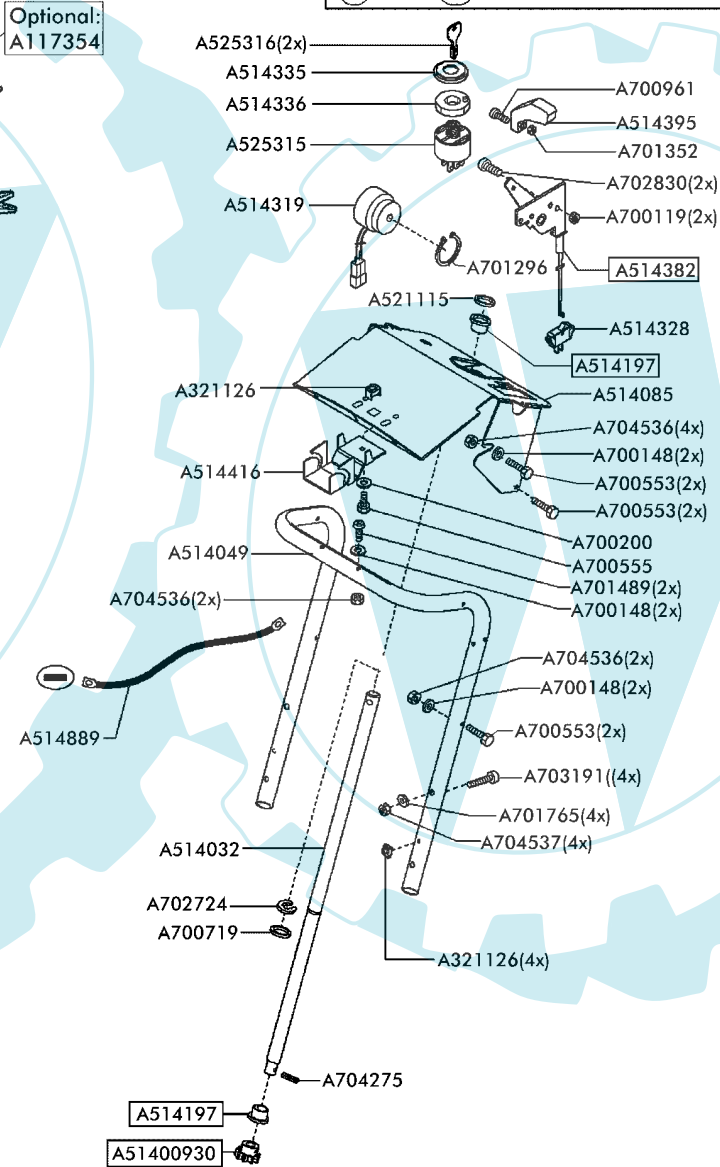 Optional:
A117354
A525316(2x)
A514335
A514336
A525315
A700961
A514395
A701352
A702830(2x)
A700119(2x)
A514319
A701296
A514382
A521115
A514328
A514197
A321126
A514085
A704536(4x)
A700148(2x)
A514416
A700553(2x)
A700553(2x)
A700200
A514049
A700555
A701489(2x)
A704536(2x)
A700148(2x)
A704536(2x)
A700148(2x)
A514889
A700553(2x)
A703191((4x)
A701765(4x)
A514032
A704537(4x)
A702724
A700719
A321126(4x)
A704275
A514197
A51400930